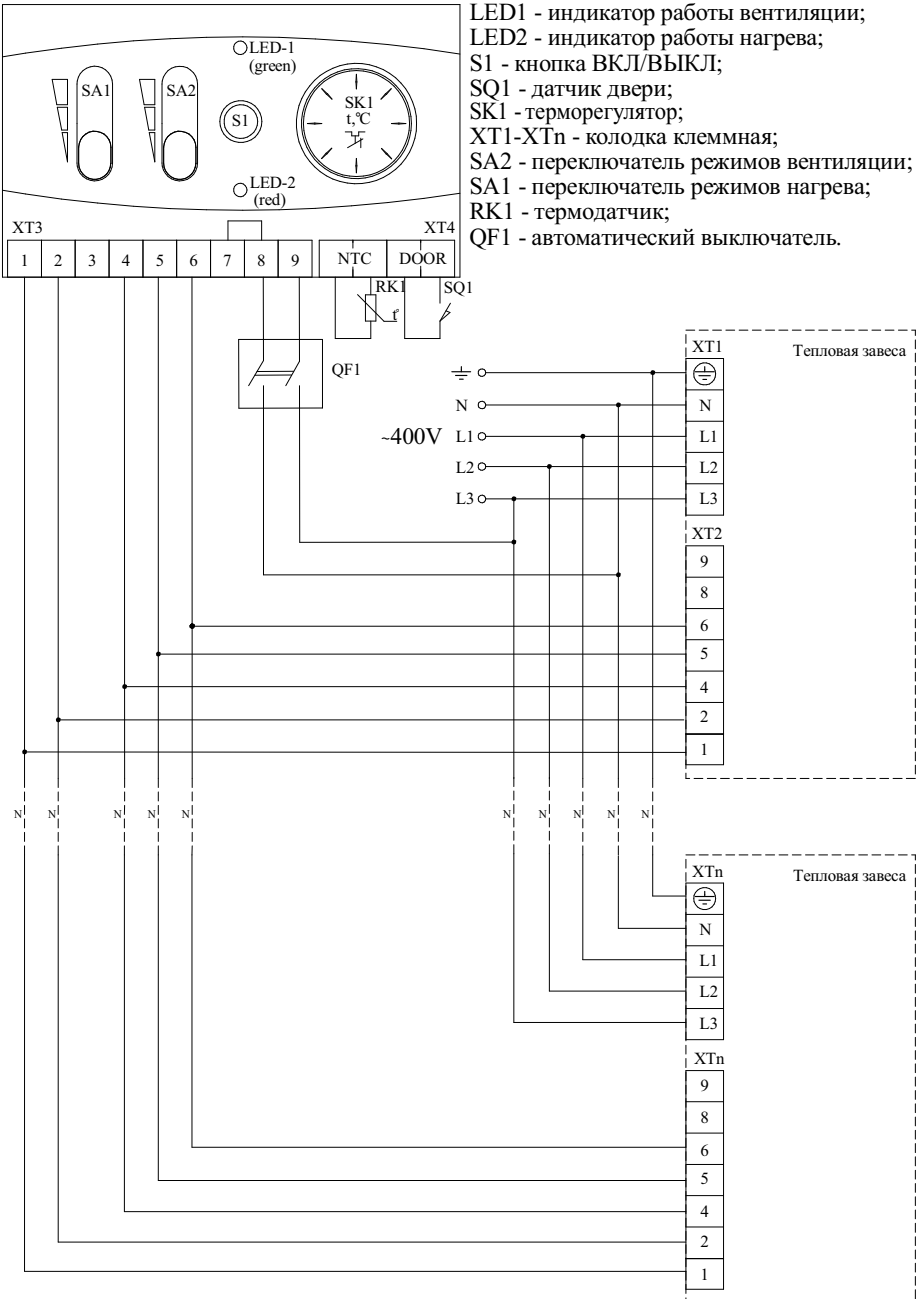 LED1 - индикатор работы вентиляции;
LED2 - индикатор работы нагрева;
S1 - кнопка ВКЛ/ВЫКЛ;
SQ1 - датчик двери;
SK1 - терморегулятор;
XT1-XTn - колодка клеммная;
SA2 - переключатель режимов вентиляции;
SA1 - переключатель режимов нагрева;
RK1 - термодатчик;
QF1 - автоматический выключатель.
LED-1
(green)
SA1
SA2
S1
SK1
t,°C
LED-2
(red)
XT3
XT4
1 2 3 4 5 6 7 8 9 NTC DOOR
RK1
t°
SQ1
QF1
XT1
Тепловая завеса
N
N
~400V
L1
L1
L2
L2
L3
L3
XT2
9
8
6
5
4
2
1
N N N N N N N N N N
XTn
Тепловая завеса
N
L1
L2
L3
XTn
9
8
6
5
4
2
1